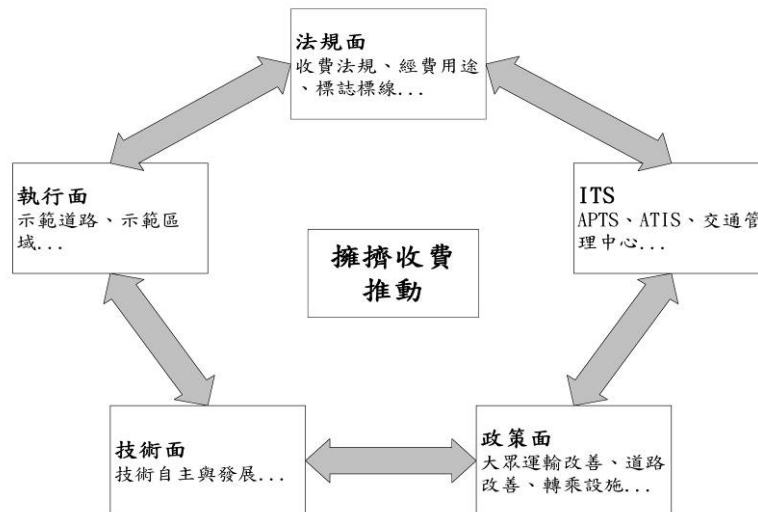 法規面
收費法規、經費用途
、標誌標線...
執行面
示範道路、示範區
域...
ITS
APTS、ATIS、交通管
理中心...
擁擠收費
推動
技術面
技術自主與發展...
政策面
大眾運輸改善、道路
改善、轉乘設施...